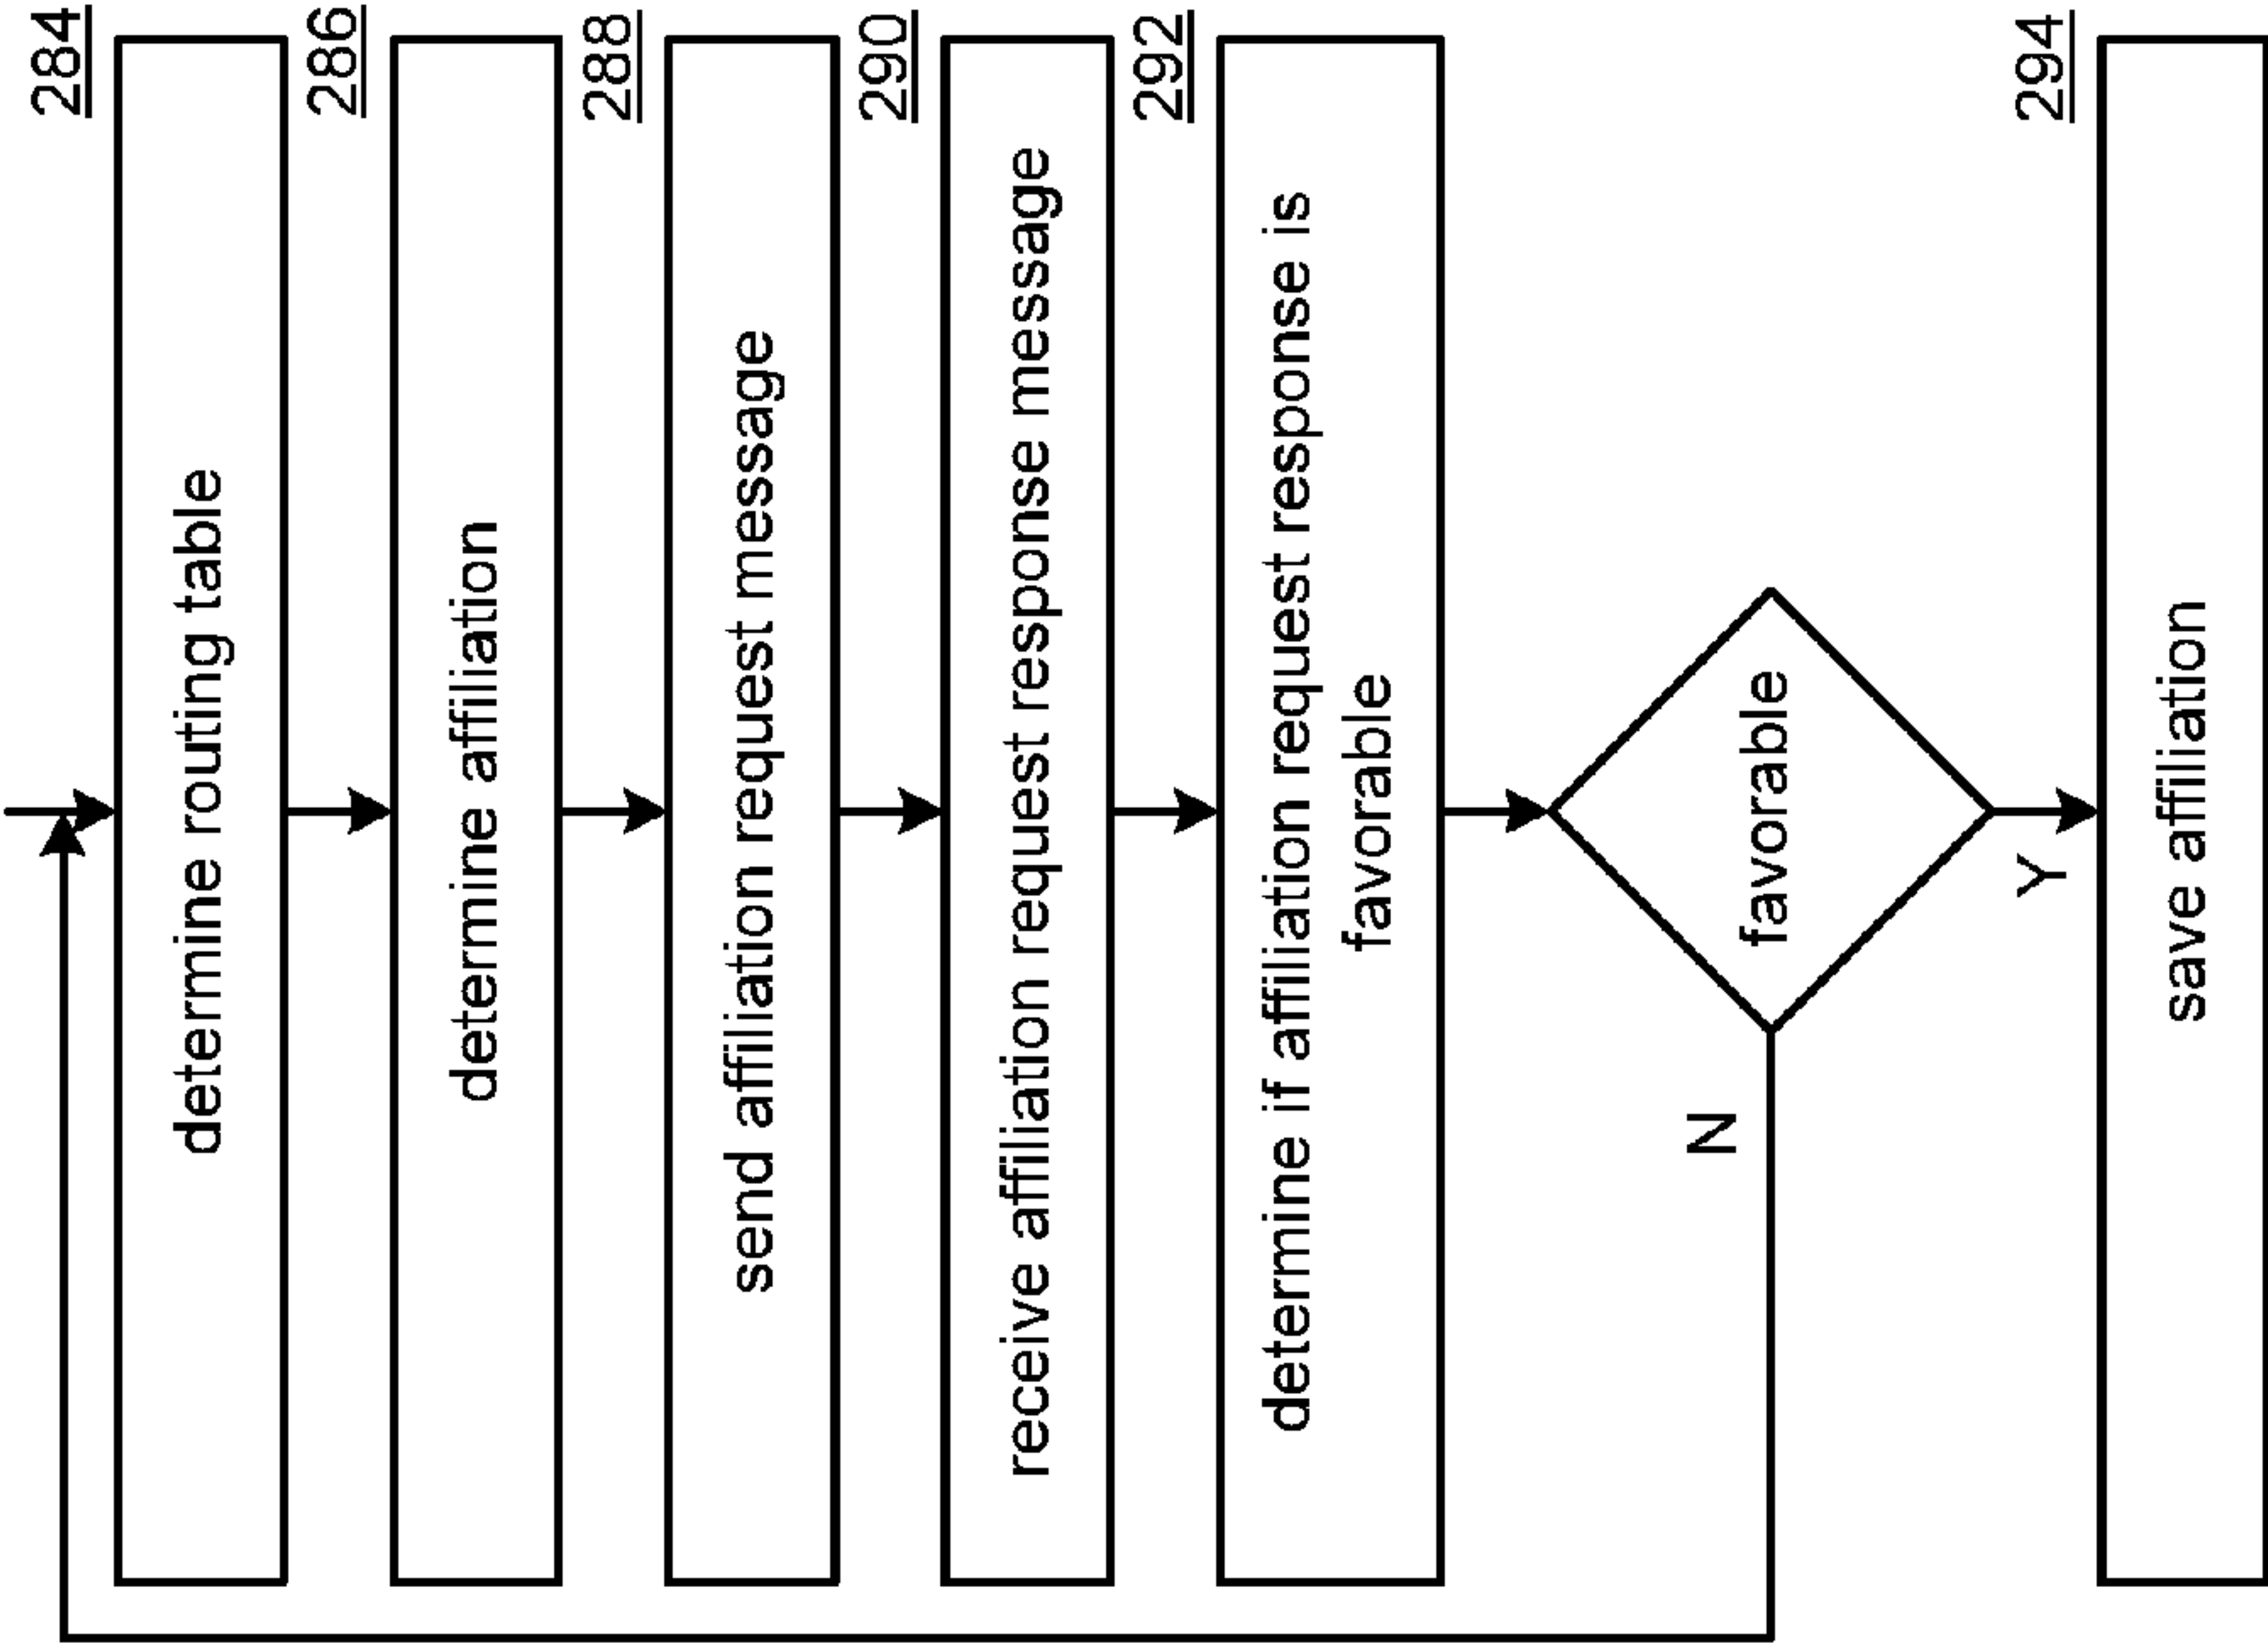 284
determine routing table
286
determine affiliation
288
send affiliation request message
290
receive affiliation request response message
292
determine if affiliation request response is
favorable
favorable
N
Y
294
save affiliation